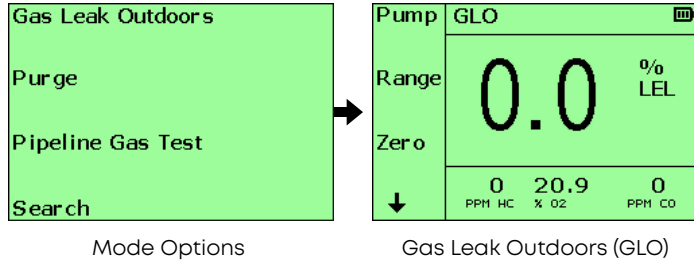 Gas Leak Outdoors
Purge
Pipeline Gas Test
Search
Mode Options
Pump
Range
Zero
GLO
0.0
%
LEL
0 20.9 0
PPM HC % O2 PPM CO
Gas Leak Outdoors (GLO)